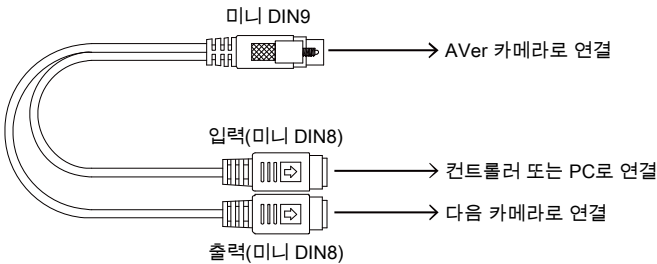 미니 DIN9
AVer 카메라로 연결
입력(미니 DIN8)
컨트롤러 또는 PC로 연결
다음 카메라로 연결
출력(미니 DIN8)